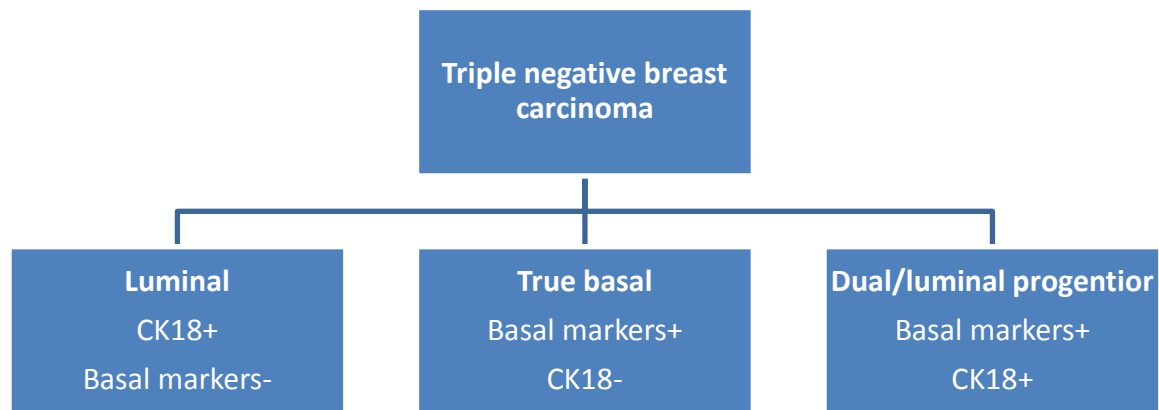 Triple negative breast
carcinoma
Luminal
CK18+
Basal markers-
True basal
Basal markers+
CK18-
Dual/luminal progentior
Basal markers+
CK18+